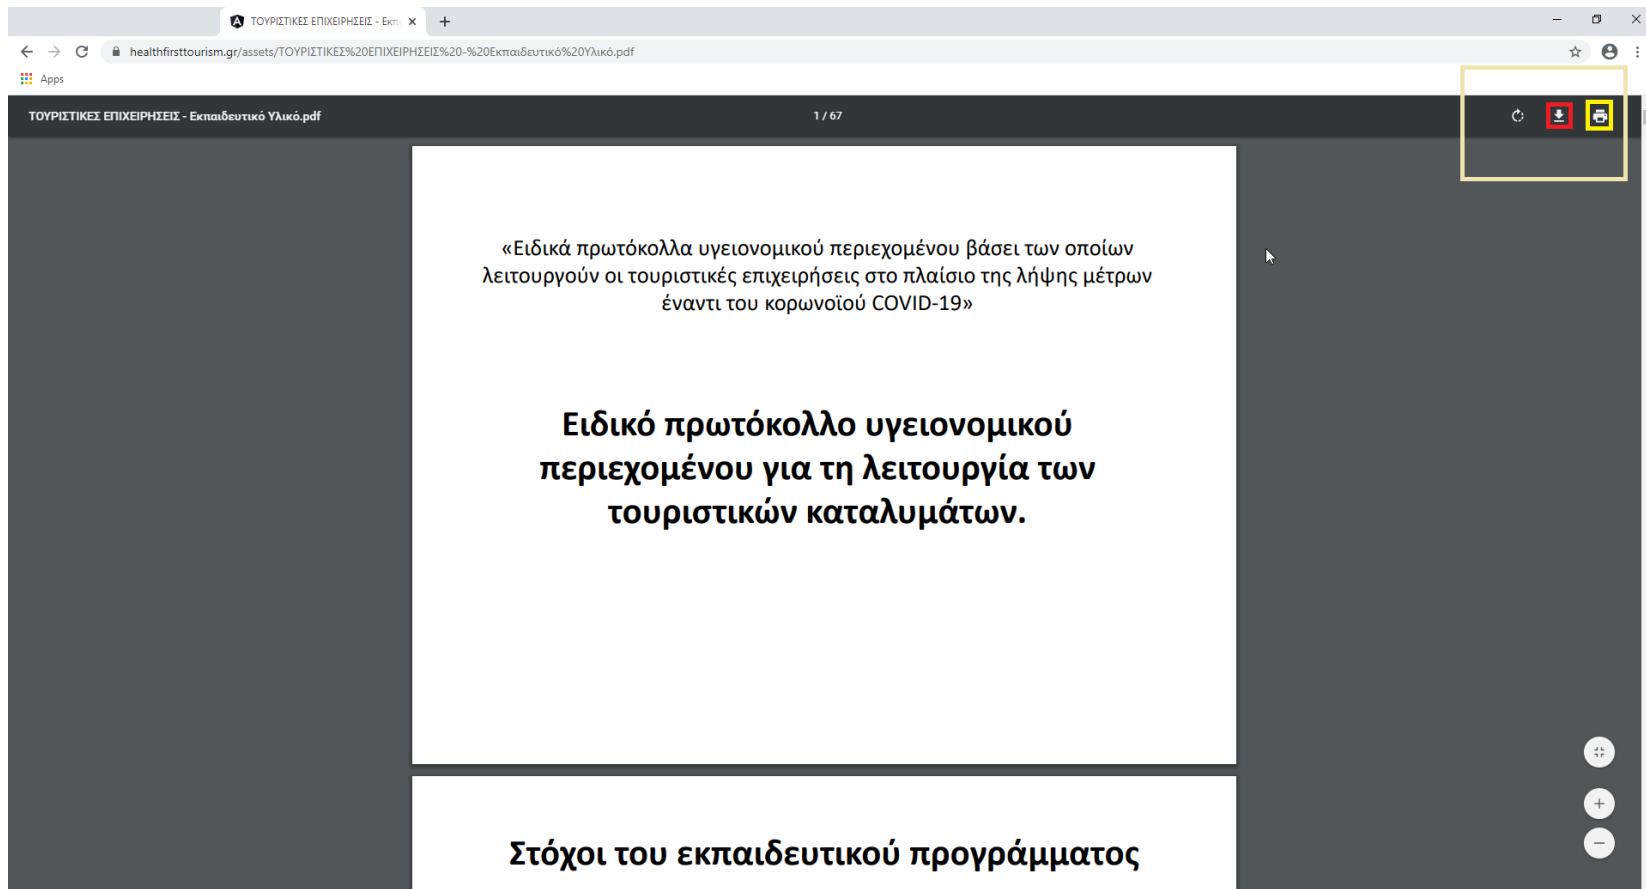 ΤΟΥΡΙΣΤΙΚΕΣ ΕΠΙΧΕΙΡΗΣΕΙΣ - Εκπ
healthfirsttourism.gr/assets/ΤΟΥΡΙΣΤΙΚΕΣ%20ΕΠΙΧΕΙΡΗΣΕΙΣ%20-%20Εκπαιδευτικό%20Υλικό.pdf
Apps
ΤΟΥΡΙΣΤΙΚΕΣ ΕΠΙΧΕΙΡΗΣΕΙΣ - Εκπαιδευτικό Υλικό.pdf
1 / 67
«Ειδικά πρωτόκολλα υγειονομικού περιεχομένου βάσει των οποίων
λειτουργούν οι τουριστικές επιχειρήσεις στο πλαίσιο της λήψης μέτρων
έναντι του κορωνοϊού COVID-19»
Ειδικό πρωτόκολλο υγειονομικού
περιεχομένου για τη λειτουργία των
τουριστικών καταλυμάτων.
Στόχοι του εκπαιδευτικού προγράμματος